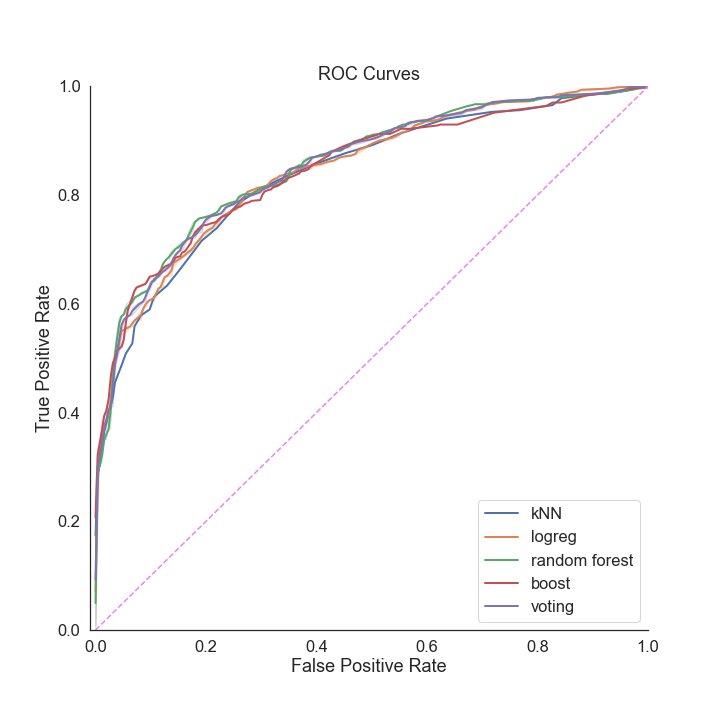 ROC Curves
1.0
0.8
0.6
0.4
0.2
0.0
True Positive Rate
0.0 0.2 0.4 0.6 0.8 1.0
False Positive Rate
kNN
logreg
random forest
boost
voting